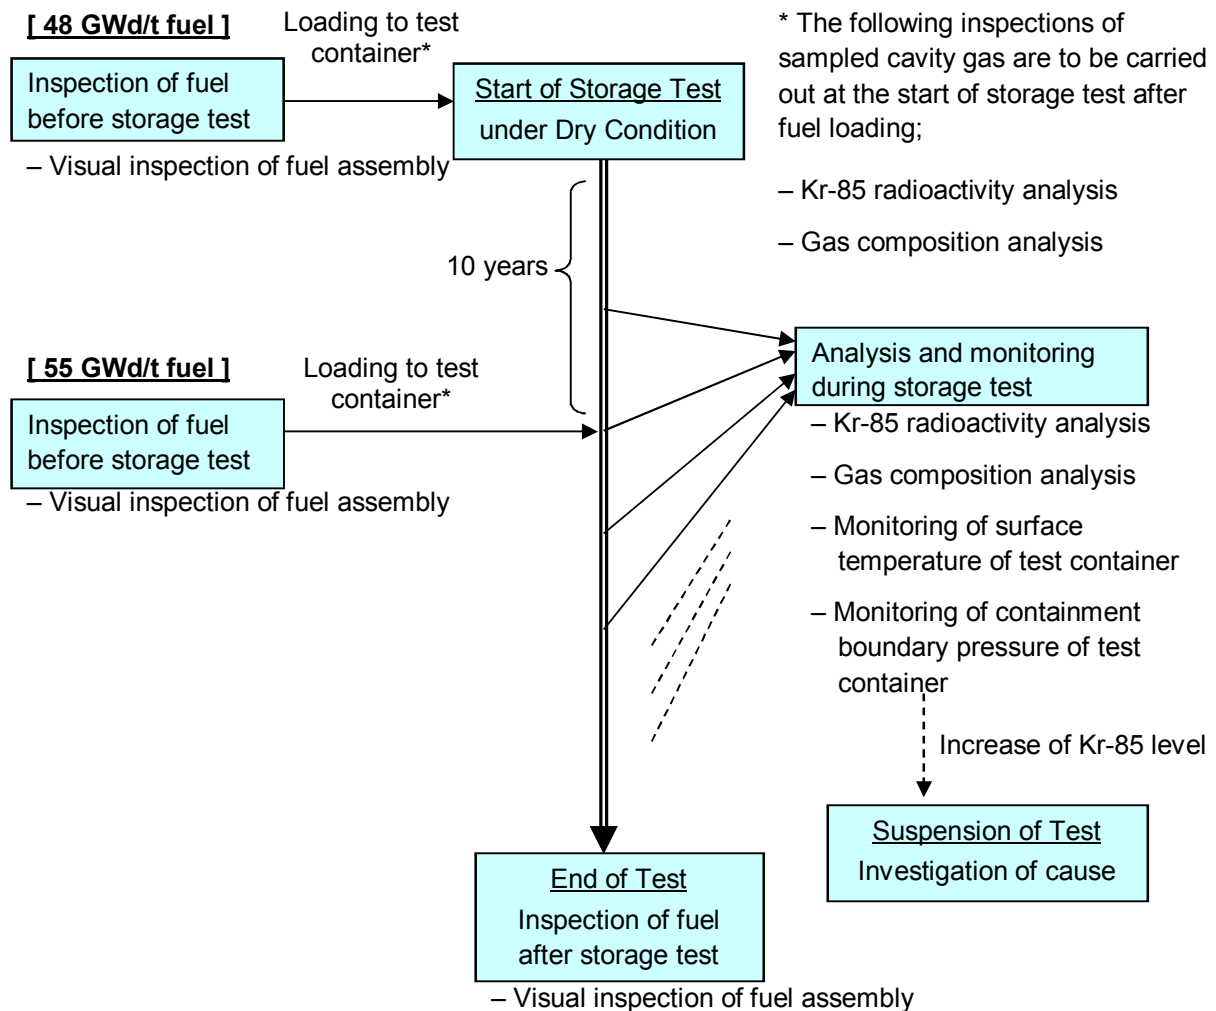 [ 48 GWd/t fuel ]
Inspection of fuel
before storage test
– Visual inspection of fuel assembly
Loading to test
container*
Start of Storage Test
under Dry Condition
* The following inspections of
sampled cavity gas are to be carried
out at the start of storage test after
fuel loading;
– Kr-85 radioactivity analysis
– Gas composition analysis
10 years
[ 55 GWd/t fuel ]
Inspection of fuel
before storage test
– Visual inspection of fuel assembly
Loading to test
container*
Analysis and monitoring
during storage test
– Kr-85 radioactivity analysis
– Gas composition analysis
– Monitoring of surface
temperature of test container
– Monitoring of containment
boundary pressure of test
container
Increase of Kr-85 level
Suspension of Test
Investigation of cause
End of Test
Inspection of fuel
after storage test
– Visual inspection of fuel assembly